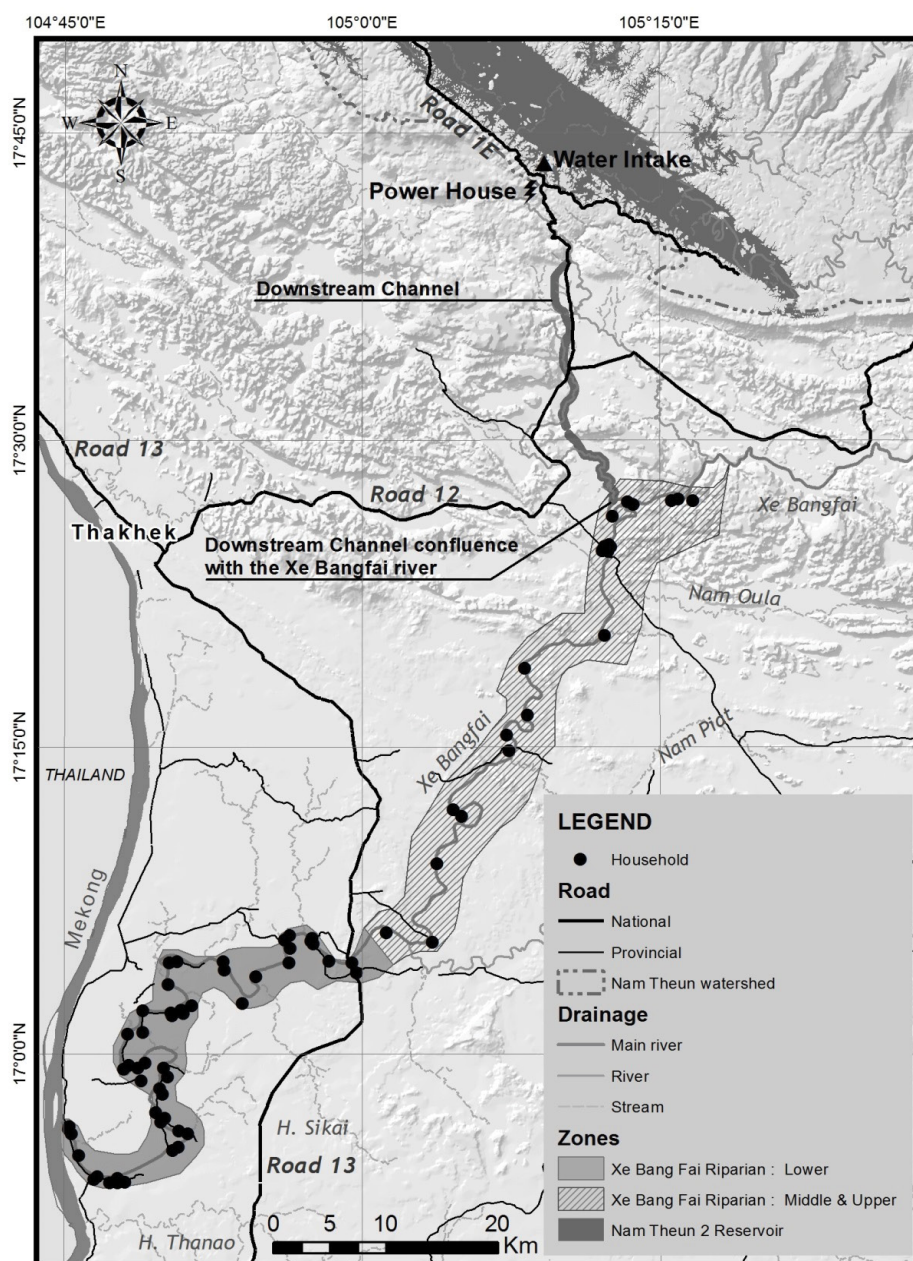 104°45'0"E
105°0'0"E
105°15'0"E
N
W
E
S
17°45'0"N
Road 1E
Water Intake
Power House
Downstream Channel
17°30'0"N
Road 13
Road 12
Thakhek
Xe Bangfai
Downstream Channel confluence
with the Xe Bangfai river
Nam Oula
17°15'0"N
THAILAND
Xe Bangfai
Nam Piat
Mekong
17°0'0"N
H. Sikai
Road 13
H. Thanao
0 5 10 20
Km
LEGEND
Household
Road
National
Provincial
Nam Theun watershed
Drainage
Main river
River
Stream
Zones
Xe Bang Fai Riparian : Lower
Xe Bang Fai Riparian : Middle & Upper
Nam Theun 2 Reservoir